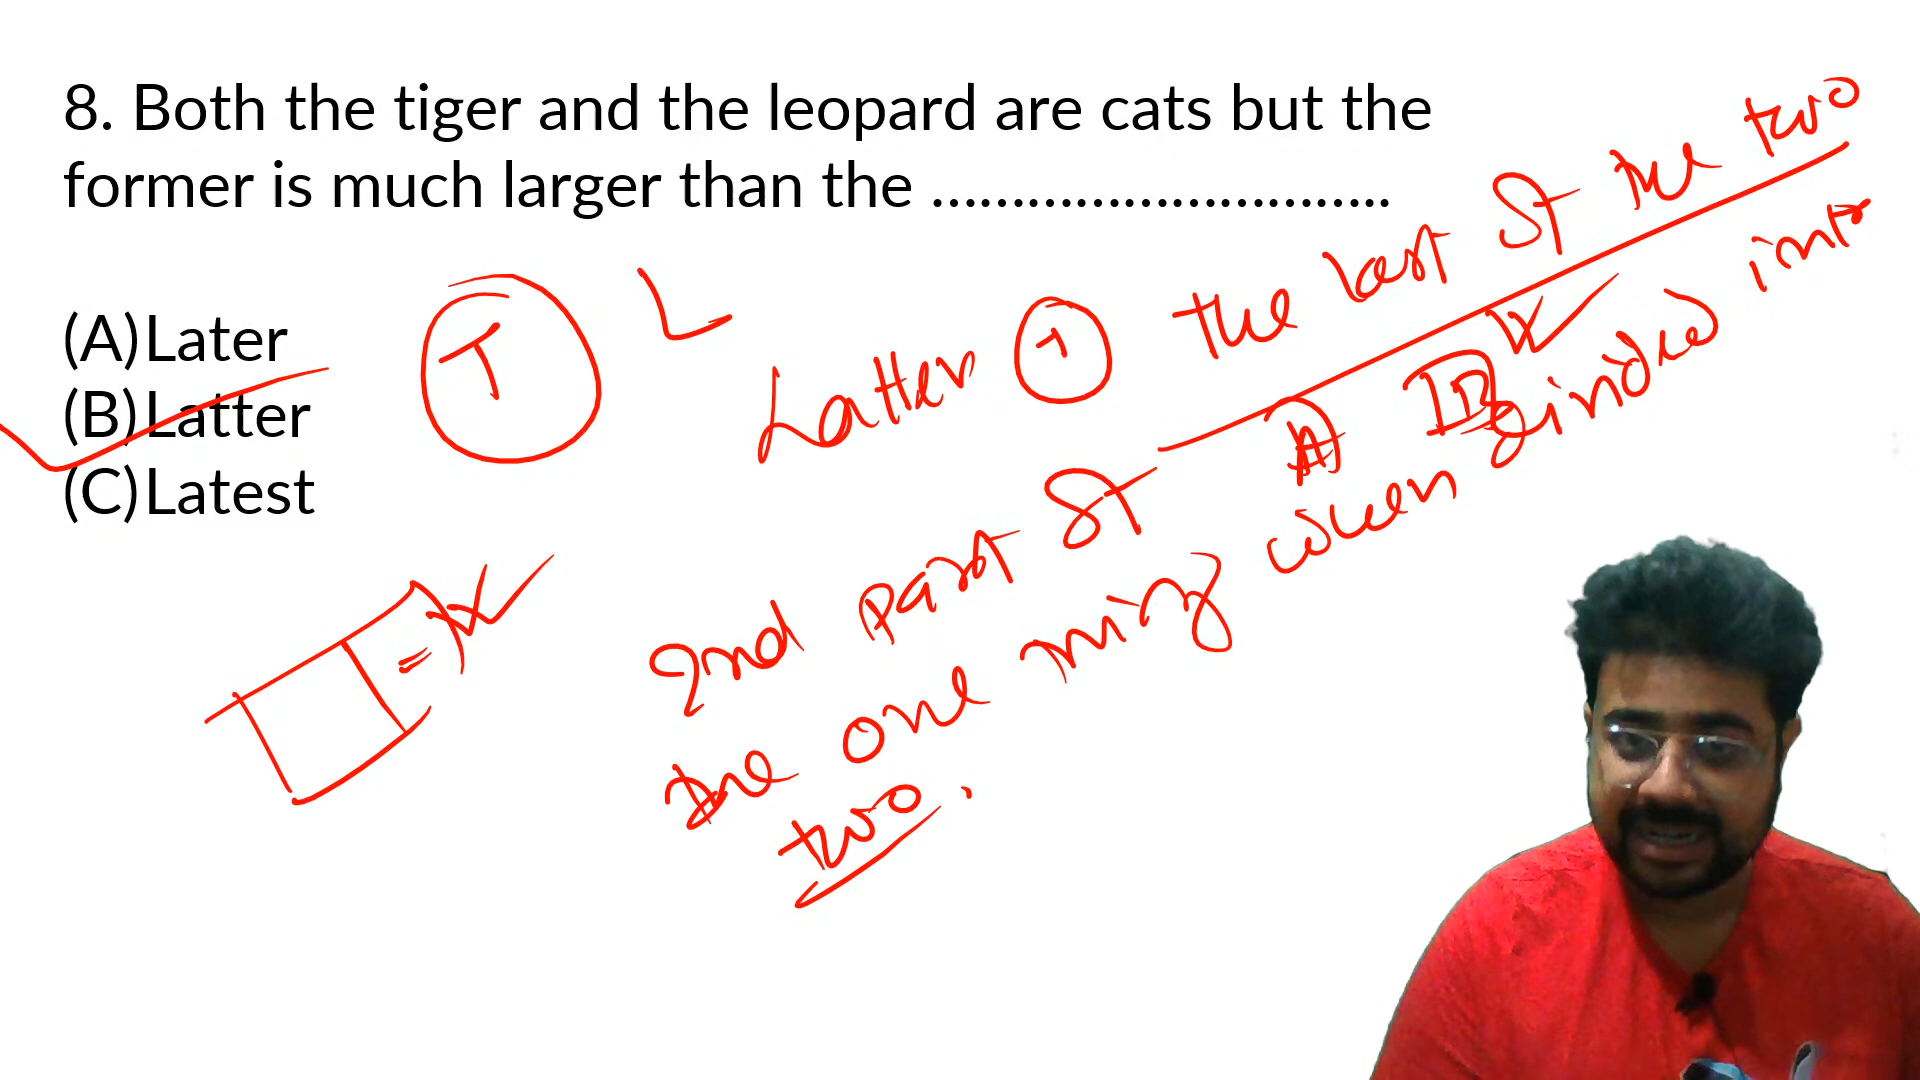 8. Both the tiger and the leopard are cats but the
former is much larger than the ................................
(A) Later
(B) Latter
(C) Latest
T L
Latter 1 the last of the two
A B
2nd part of
the one thing when divided into
two.